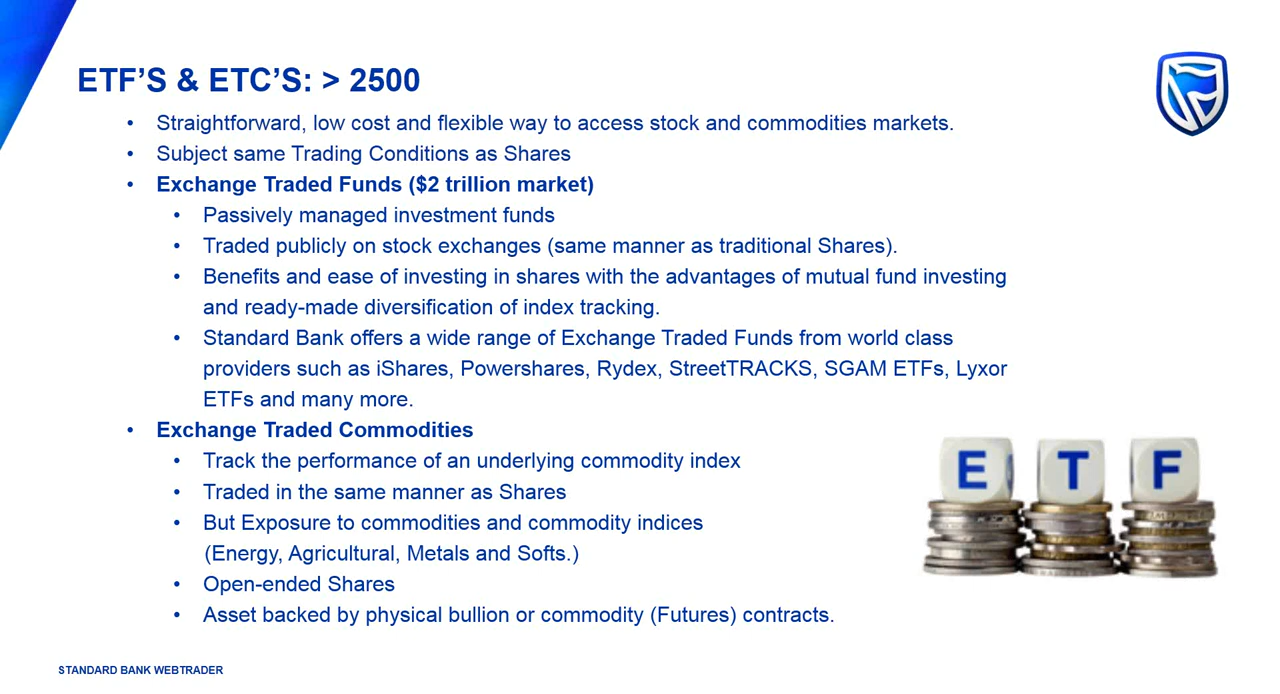 ETF’S & ETC’S: > 2500
• Straightforward, low cost and flexible way to access stock and commodities markets.
• Subject same Trading Conditions as Shares
• Exchange Traded Funds ($2 trillion market)
• Passively managed investment funds
• Traded publicly on stock exchanges (same manner as traditional Shares).
• Benefits and ease of investing in shares with the advantages of mutual fund investing
and ready-made diversification of index tracking.
• Standard Bank offers a wide range of Exchange Traded Funds from world class
providers such as iShares, Powershares, Rydex, StreetTRACKS, SGAM ETFs, Lyxor
ETFs and many more.
• Exchange Traded Commodities
• Track the performance of an underlying commodity index
• Traded in the same manner as Shares
• But Exposure to commodities and commodity indices
(Energy, Agricultural, Metals and Softs.)
• Open-ended Shares
• Asset backed by physical bullion or commodity (Futures) contracts.
E T F
STANDARD BANK WEBTRADER